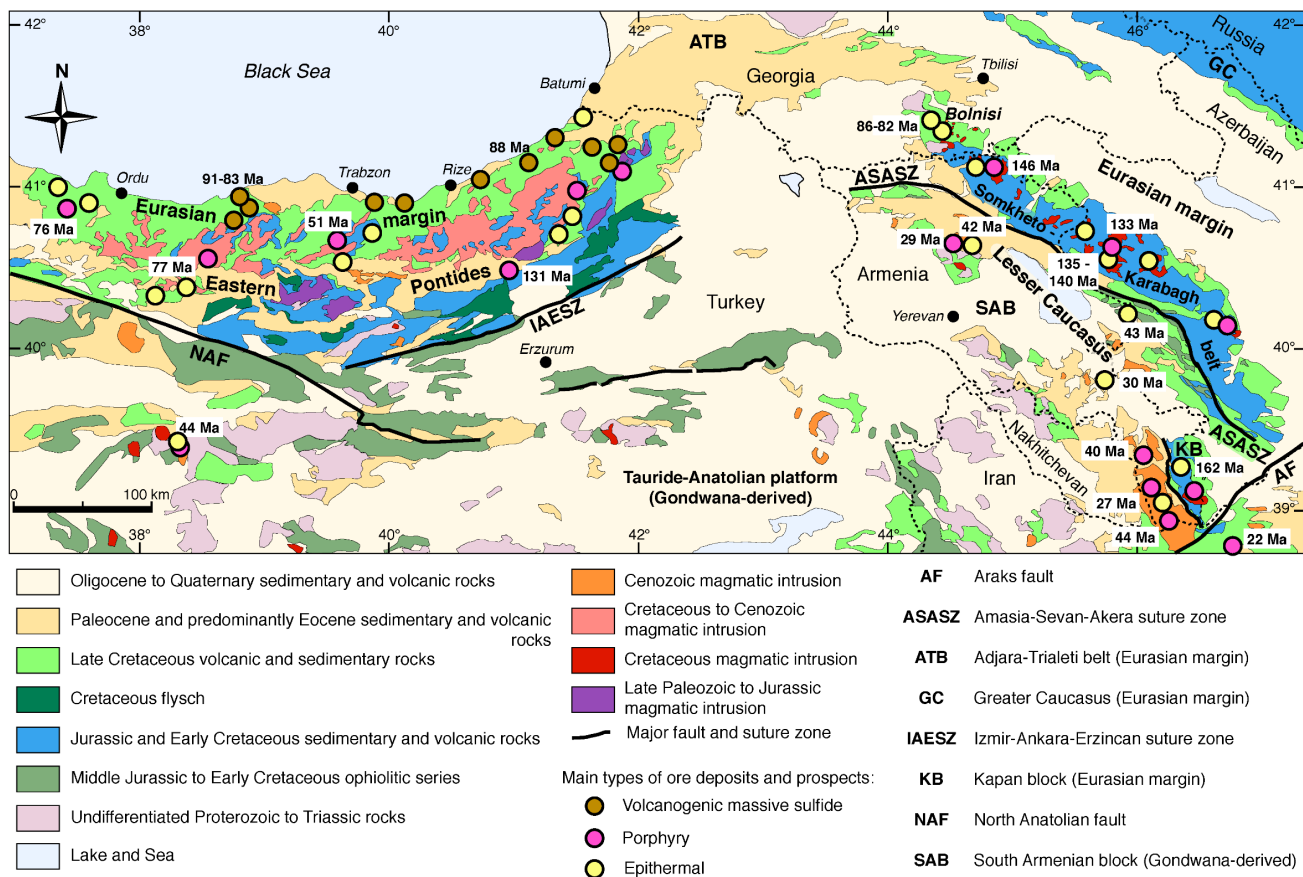 42°
38°
40°
42°
44°
46°
42°
Black Sea
N
ATB
Georgia
Tbilisi
Batumi
Russia
GC
Azerbaijan
Bolnisi
86-82 Ma
88 Ma
146 Ma
Eurasian margin
41°
Ordu
91-83 Ma
Trabzon
Rize
ASASZ
41°
Eurasian
margin
Somkheto
76 Ma
51 Ma
42 Ma
133 Ma
29 Ma
77 Ma
Eastern
Pontides
131 Ma
Armenia
Lesser Caucasus
135 -
140 Ma
Karabagh
belt
IAESZ
Turkey
Yerevan
SAB
43 Ma
40°
NAF
Erzurum
40°
30 Ma
44 Ma
ASASZ
Nakhitchevan
40 Ma
KB
162 Ma
AF
0
100 km
Tauride-Anatolian platform
(Gondwana-derived)
Iran
27 Ma
39°
44 Ma
22 Ma
38°
40°
42°
44°
46°
Oligocene to Quaternary sedimentary and volcanic rocks
Paleocene and predominantly Eocene sedimentary and volcanic
rocks
Late Cretaceous volcanic and sedimentary rocks
Cretaceous flysch
Jurassic and Early Cretaceous sedimentary and volcanic rocks
Middle Jurassic to Early Cretaceous ophiolitic series
Undifferentiated Proterozoic to Triassic rocks
Lake and Sea
Cenozoic magmatic intrusion
Cretaceous to Cenozoic
magmatic intrusion
Cretaceous magmatic intrusion
Late Paleozoic to Jurassic
magmatic intrusion
Major fault and suture zone
Main types of ore deposits and prospects:
Volcanogenic massive sulfide
Porphyry
Epithermal
AF Araks fault
ASASZ Amasia-Sevan-Akera suture zone
ATB Adjara-Trialeti belt (Eurasian margin)
GC Greater Caucasus (Eurasian margin)
IAESZ Izmir-Ankara-Erzincan suture zone
KB Kapan block (Eurasian margin)
NAF North Anatolian fault
SAB South Armenian block (Gondwana-derived)